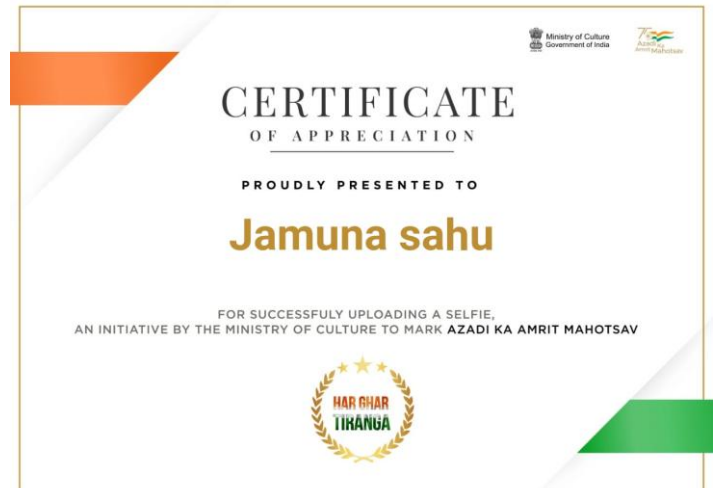 Ministry of Culture
Government of India
75
Azadi Ka
Amrit Mahotsav
CERTIFICATE
OF APPRECIATION
PROUDLY PRESENTED TO
Jamuna sahu
FOR SUCCESSFULY UPLOADING A SELFIE,
AN INITIATIVE BY THE MINISTRY OF CULTURE TO MARK AZADI KA AMRIT MAHOTSAV
HAR GHAR
TIRANGA